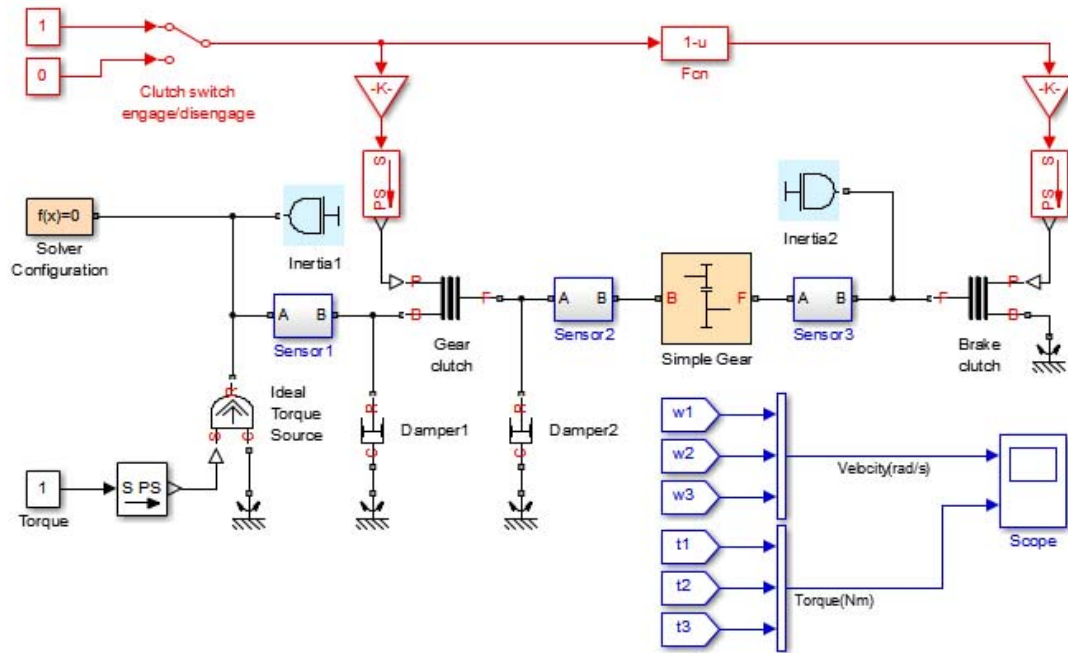 1
0
Clutch switch
engage/disengage
1-u
Fcn
-K-
-K-
PS S
PS S
f(x)=0
Solver
Configuration
Inertia1
Inertia2
A B
Sensor1
P
B
F
Gear
clutch
A B
Sensor2
B
F
Simple Gear
A B
Sensor3
F
P
B
Brake
clutch
R
S
C
Ideal
Torque
Source
R
C
Damper1
R
C
Damper2
1
Torque
S PS
w1
w2
w3
Velocity(rad/s)
t1
t2
t3
Torque(Nm)
Scope